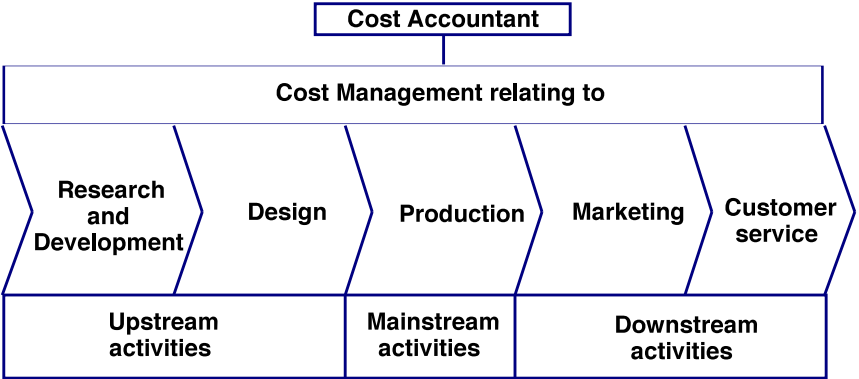 Cost Accountant
Cost Management relating to
Research
and
Development
Design
Production
Marketing
Customer
service
Upstream
activities
Mainstream
activities
Downstream
activities